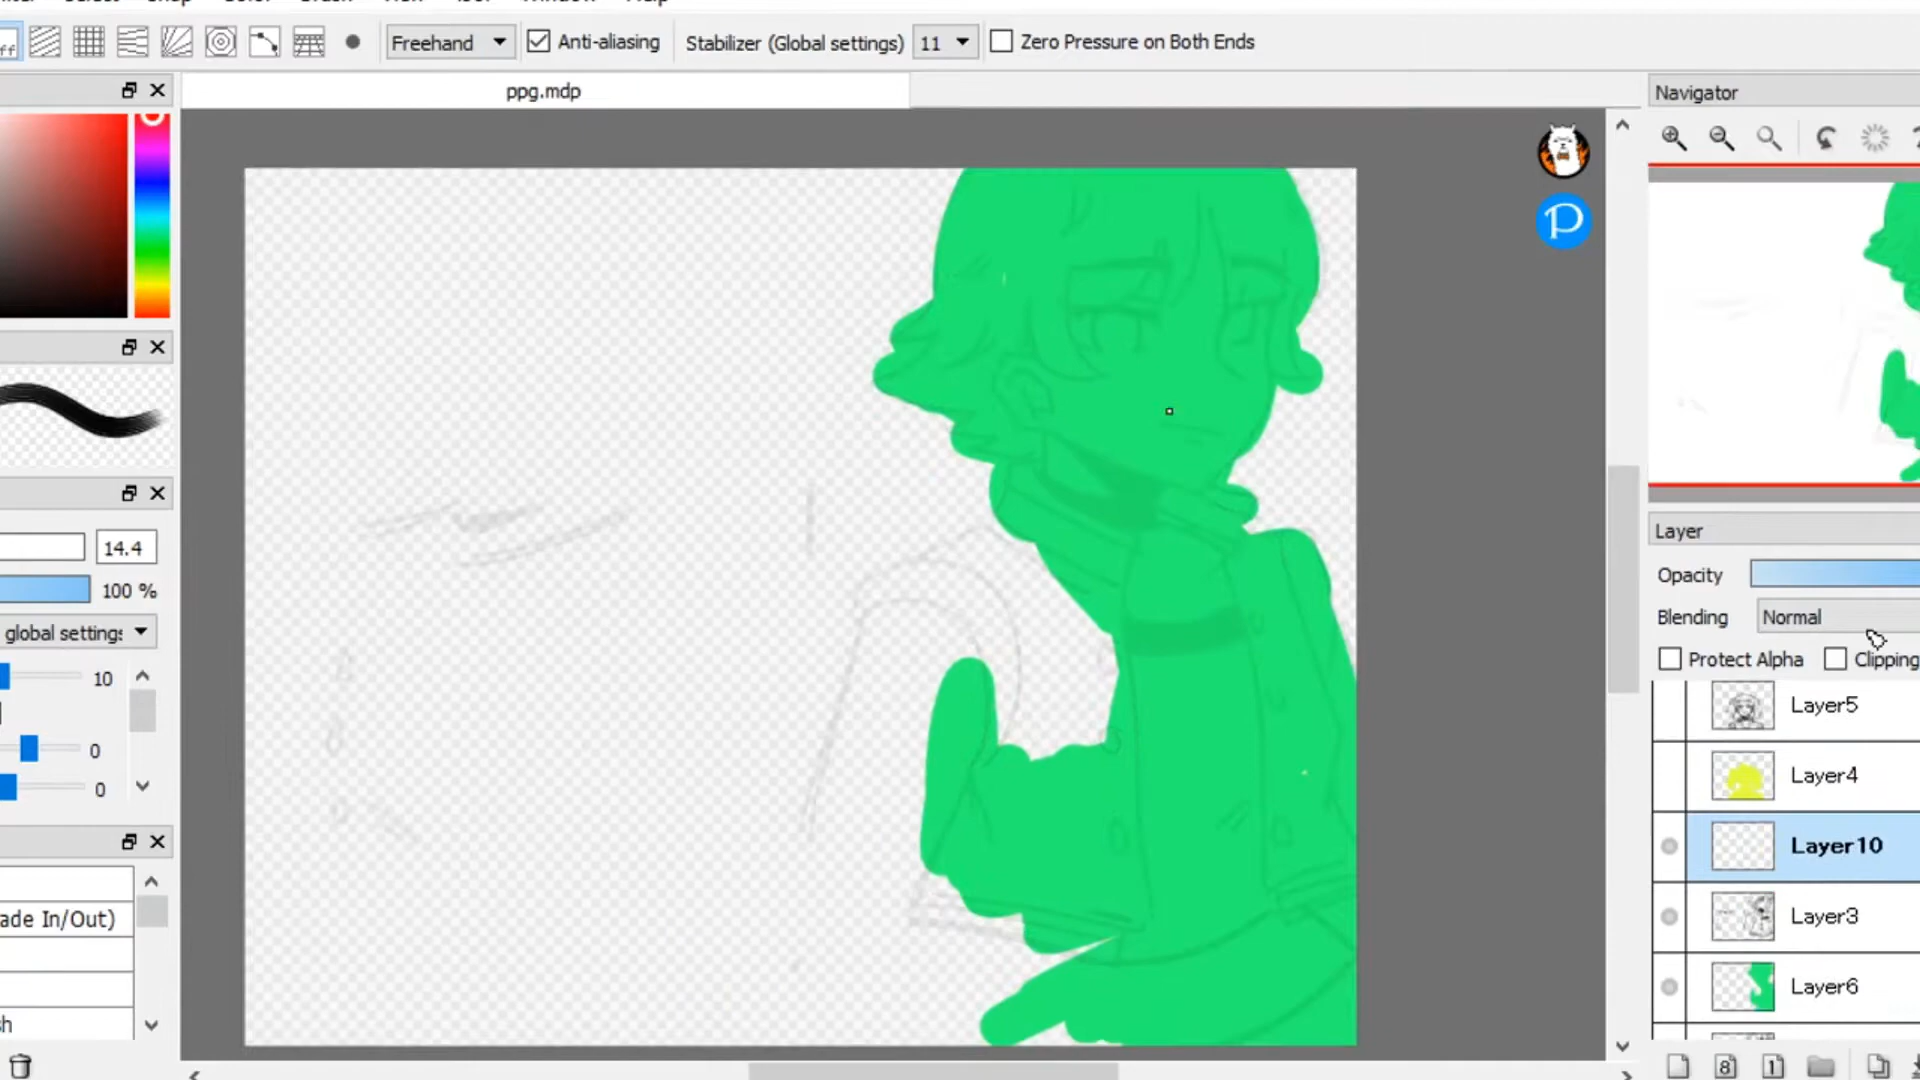 Freehand
Anti-aliasing
Stabilizer (Global settings)
11
Zero Pressure on Both Ends
ppg.mdp
Navigator
P
14.4
100 %
global settings
10
0
0
ade In/Out)
Layer
Opacity
Blending
Normal
Protect Alpha
Clipping
Layer5
Layer4
Layer10
Layer3
Layer6
8
1